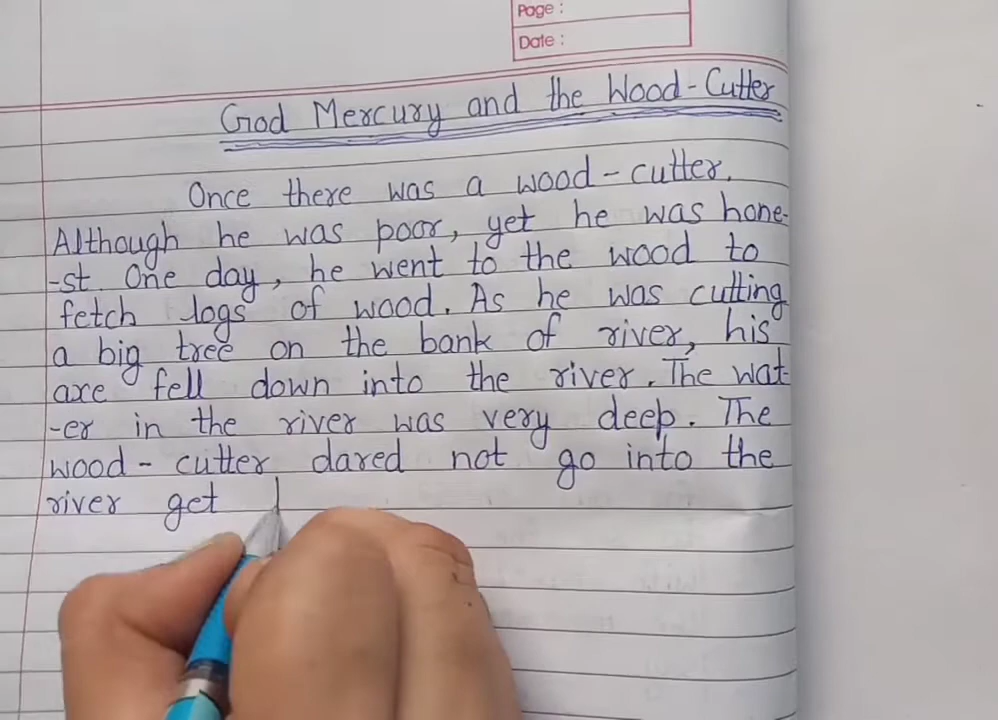 Page :
Date :
God Mercury and the Wood-Cutter
Once there was a wood-cutter.
Although he was poor, yet he was hone-
-st. One day, he went to the wood to
fetch logs of wood. As he was cutting
a big tree on the bank of river, his
axe fell down into the river. The wat-
-er in the river was very deep. The
wood-cutter dared not go into the
river get